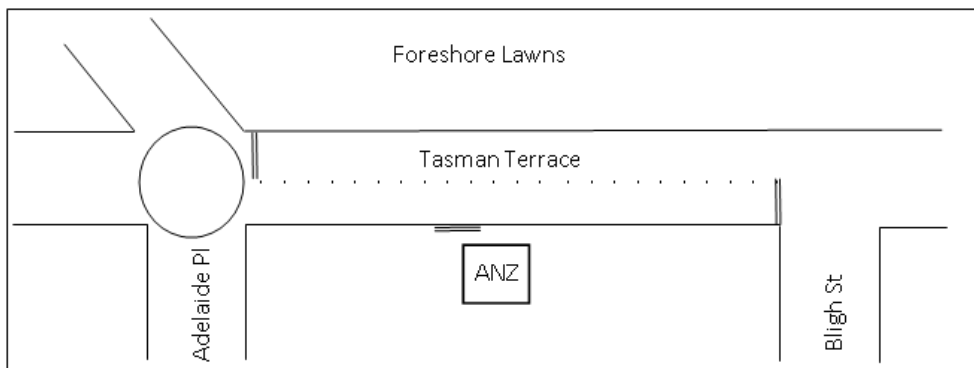 Foreshore Lawns
Tasman Terrace
Adelaide Pl
ANZ
Bligh St